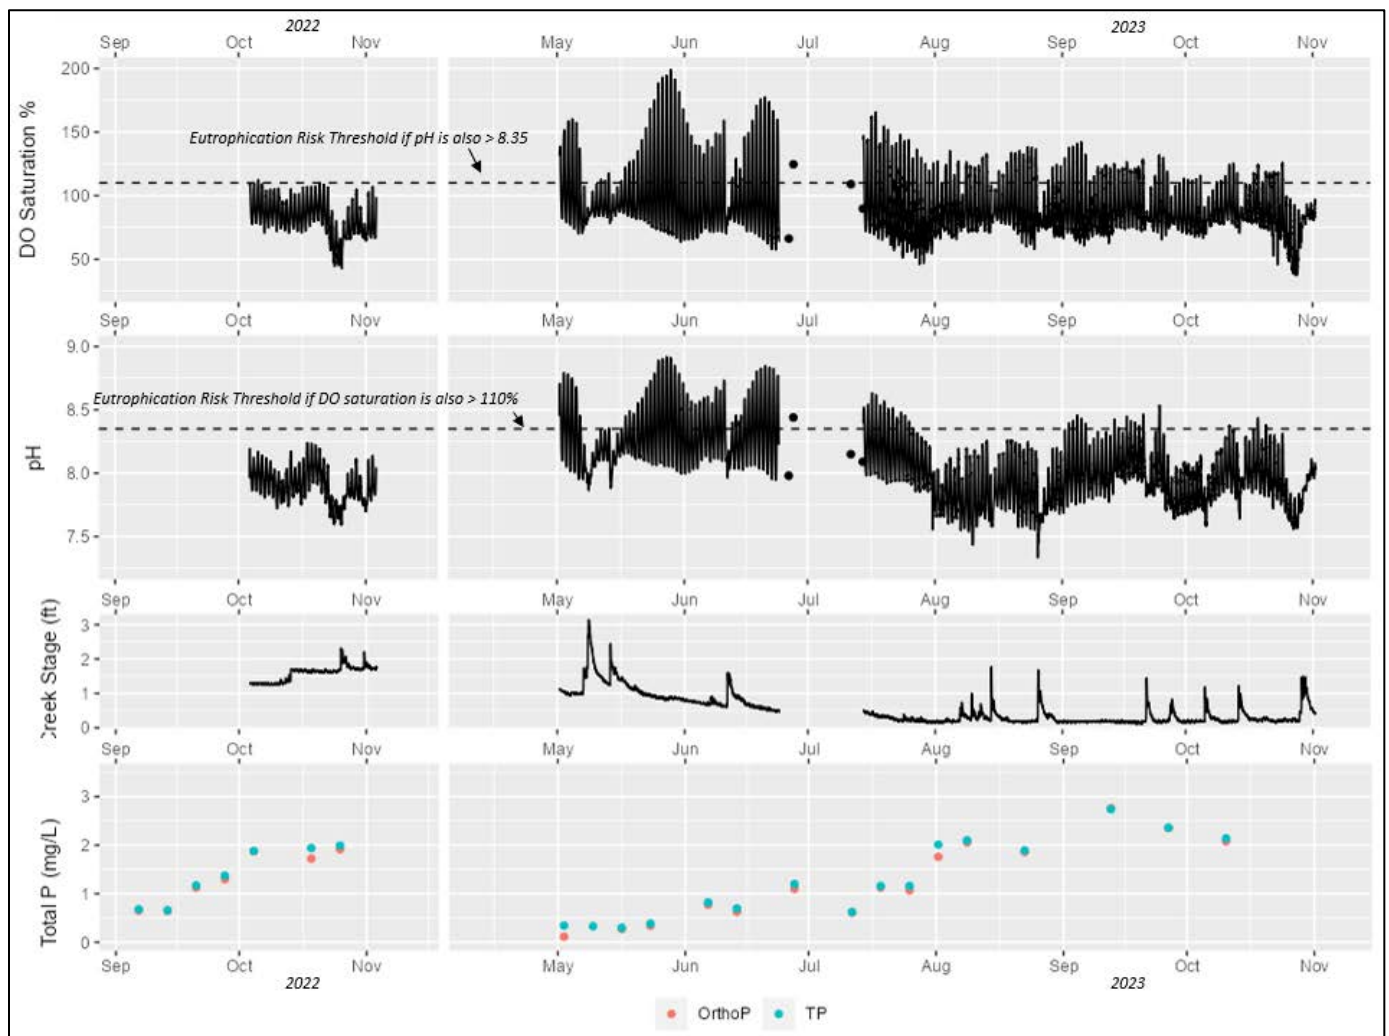 2022 2023
Sep Oct Nov May Jun Jul Aug Sep Oct Nov
200
150
100
50
DO Saturation %
Eutrophication Risk Threshold if pH is also > 8.35
Sep Oct Nov May Jun Jul Aug Sep Oct Nov
9.0
8.5
8.0
7.5
pH
Eutrophication Risk Threshold if DO saturation is also > 110%
Sep Oct Nov May Jun Jul Aug Sep Oct Nov
3
2
1
0
Creek Stage (ft)
Sep Oct Nov May Jun Jul Aug Sep Oct Nov
3
2
1
0
Total P (mg/L)
Sep Oct Nov May Jun Jul Aug Sep Oct Nov
2022 2023
OrthoP TP